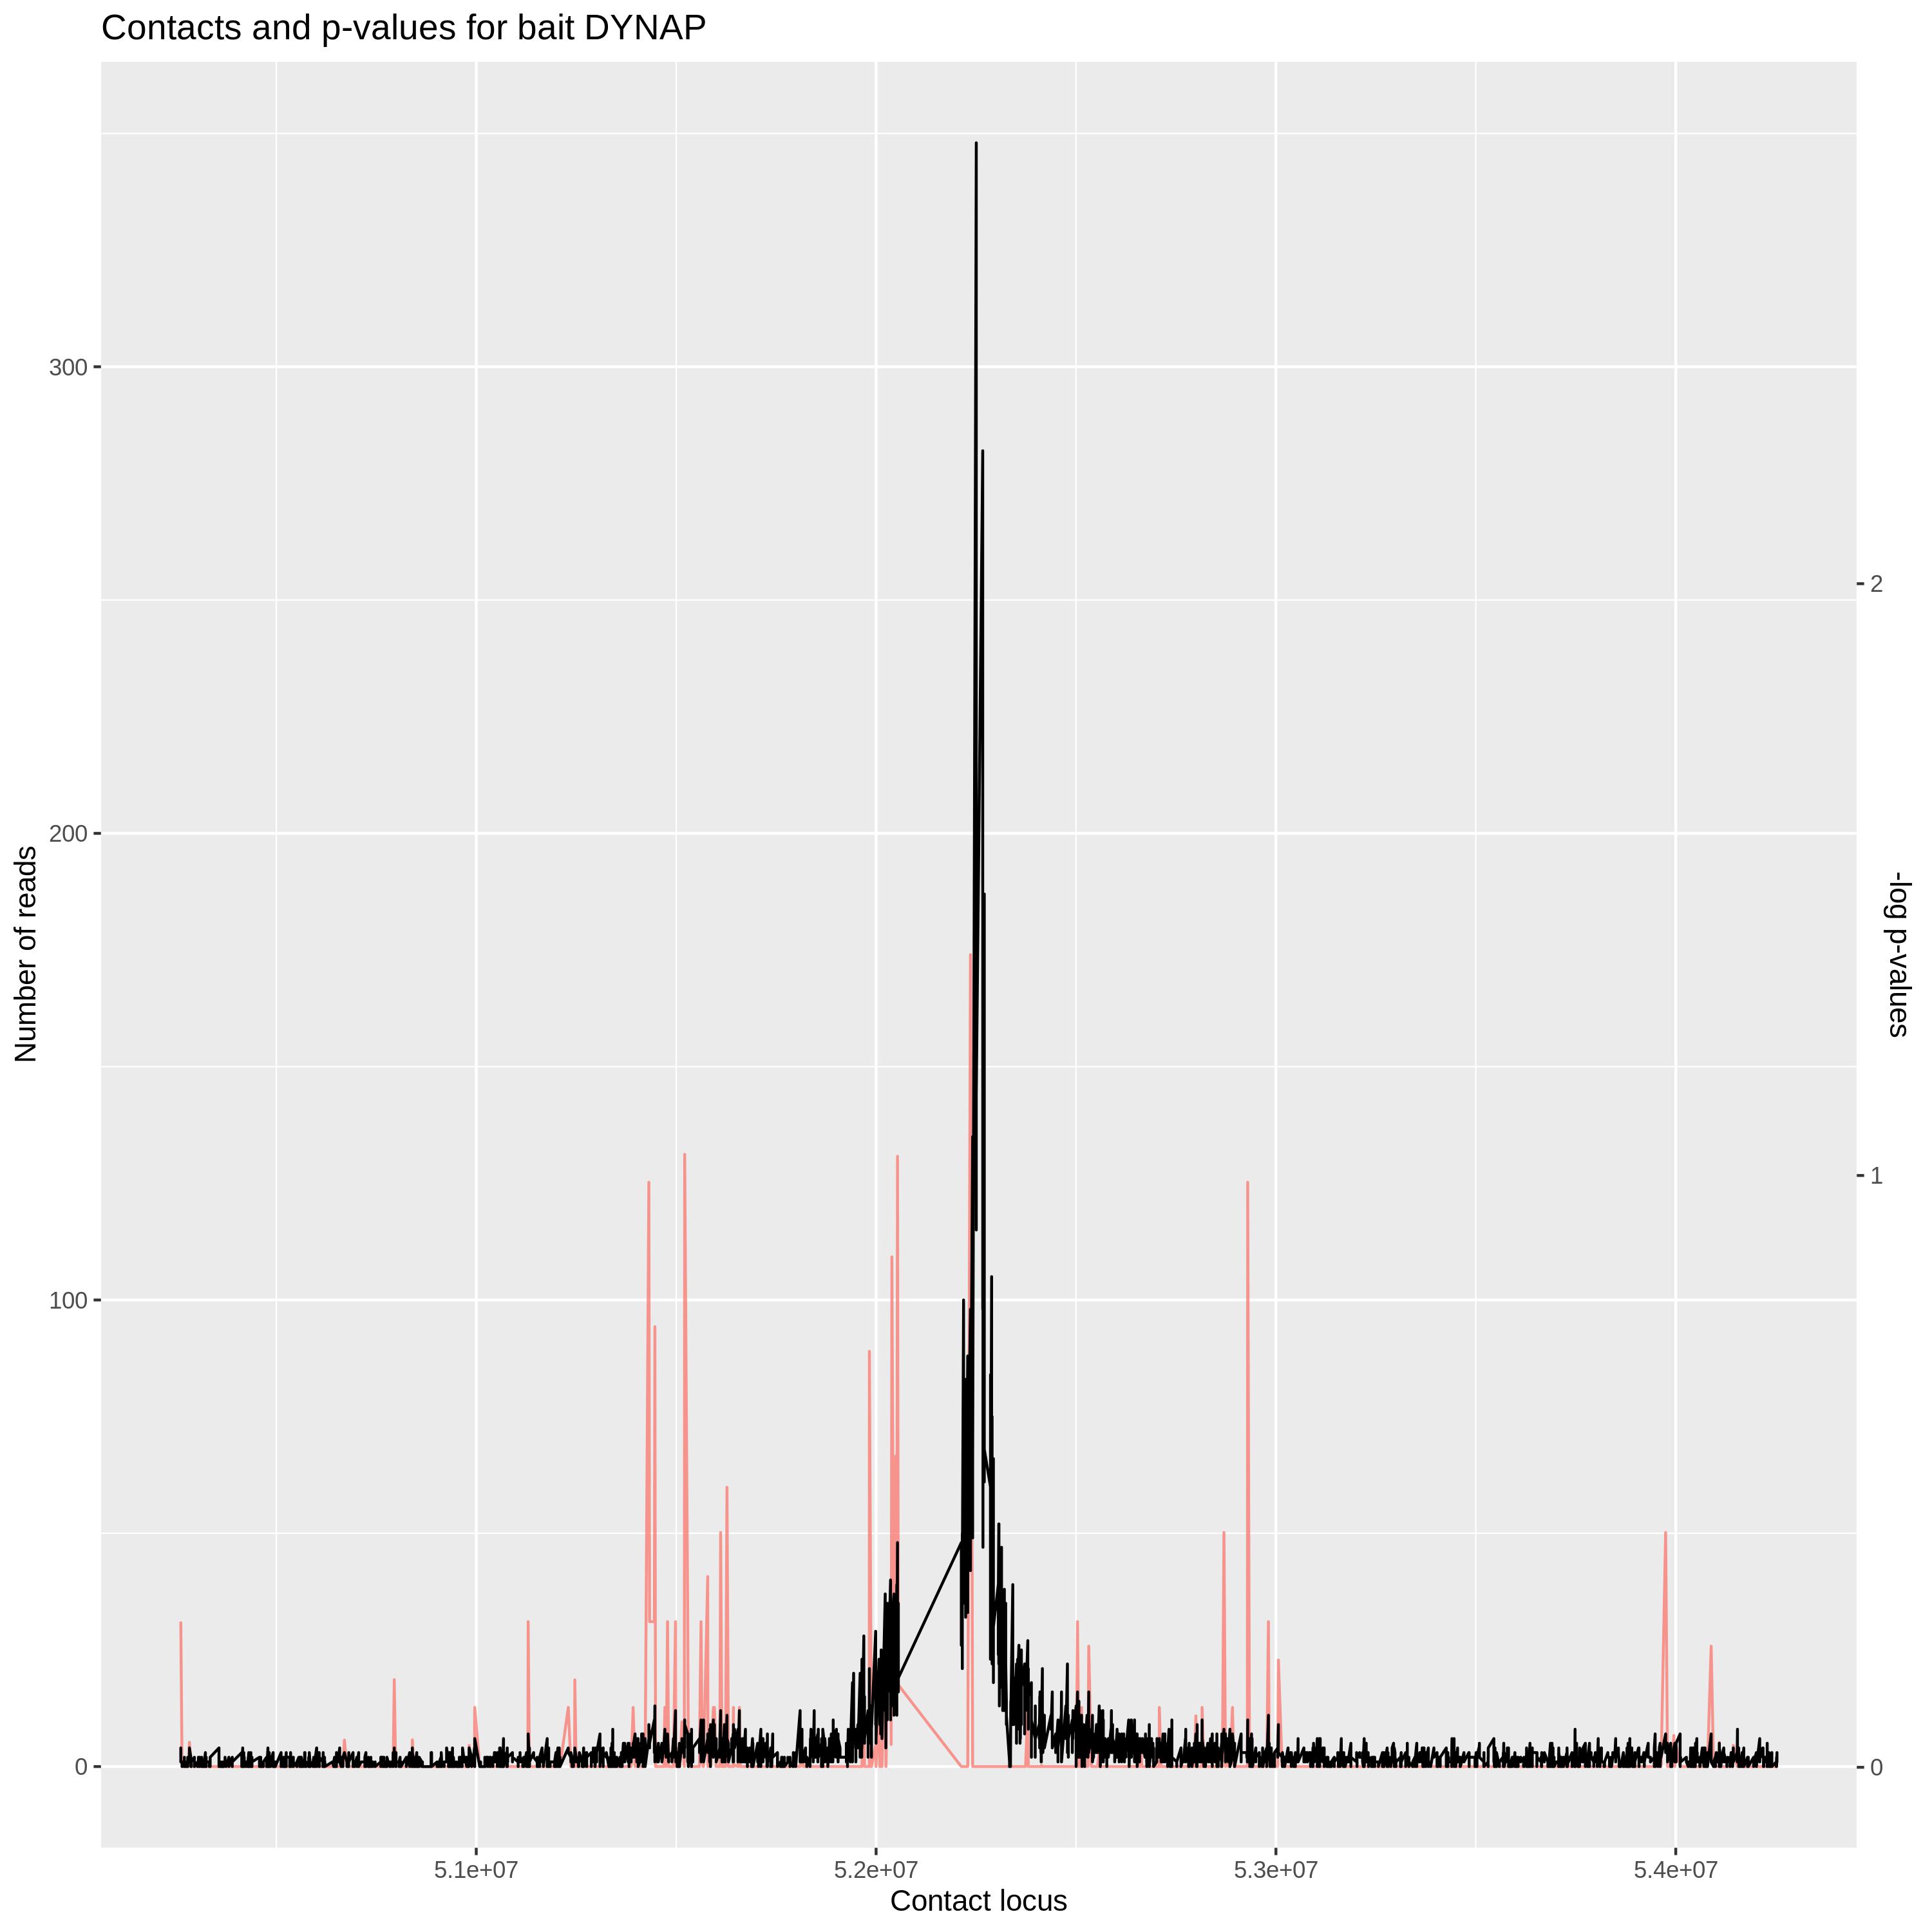 Contacts and p-values for bait DYNAP
Number of reads
300
200
100
0
2
1
0
-log p-values
5.1e+07
5.2e+07
5.3e+07
5.4e+07
Contact locus